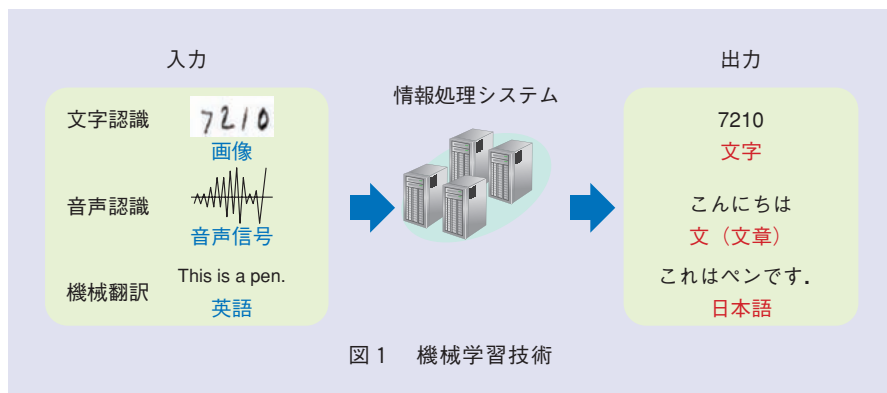 入力
文字認識
7210
画像
音声認識
音声信号
機械翻訳
This is a pen.
英語
情報処理システム
出力
7210
文字
こんにちは
文（文章）
これはペンです．
日本語
図1　機械学習技術